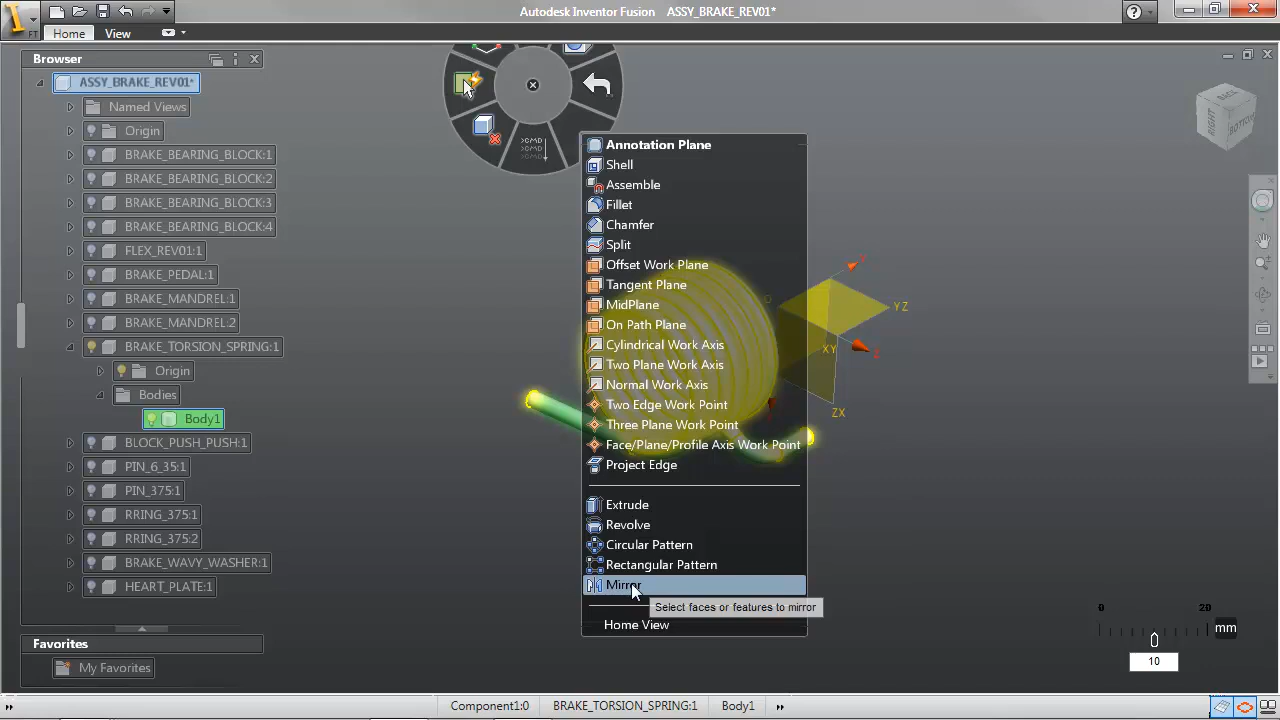 Autodesk Inventor Fusion ASSY_BRAKE_REV01*
FT
Home View
Browser
ASSY_BRAKE_REV01*
Named Views
Origin
BRAKE_BEARING_BLOCK:1
BRAKE_BEARING_BLOCK:2
BRAKE_BEARING_BLOCK:3
BRAKE_BEARING_BLOCK:4
FLEX_REV01:1
BRAKE_PEDAL:1
BRAKE_MANDREL:1
BRAKE_MANDREL:2
BRAKE_TORSION_SPRING:1
Origin
Bodies
Body1
BLOCK_PUSH_PUSH:1
PIN_6_35:1
PIN_375:1
RRING_375:1
RRING_375:2
BRAKE_WAVY_WASHER:1
HEART_PLATE:1
Favorites
My Favorites
Annotation Plane
Shell
Assemble
Fillet
Chamfer
Split
Offset Work Plane
Tangent Plane
MidPlane
On Path Plane
Cylindrical Work Axis
Two Plane Work Axis
Normal Work Axis
Two Edge Work Point
Three Plane Work Point
Face/Plane/Profile Axis Work Point
Project Edge
Extrude
Revolve
Circular Pattern
Rectangular Pattern
Mirror
Select faces or features to mirror
Home View
YZ
XY
Z
ZX
BACK
RIGHT
BOTTOM
0 20
mm
10
Component1:0 BRAKE_TORSION_SPRING:1 Body1